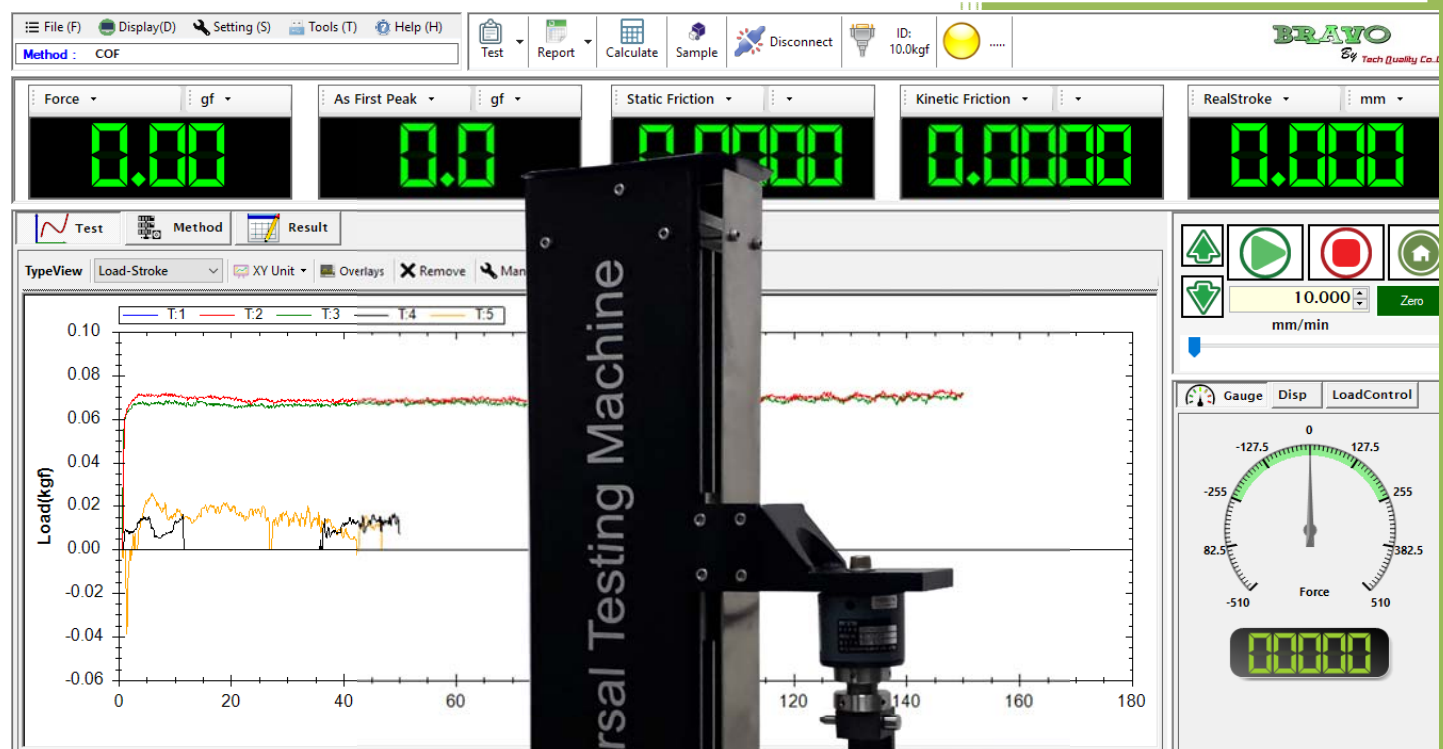 File (F) Display(D) Setting (S) Tools (T) Help (H)
Method : COF
Test Report Calculate Sample Disconnect ID: 10.0kgf .....
BRAVO
By Tech Quality Co.
Force gf As First Peak gf Static Friction Kinetic Friction RealStroke mm
0.00 0.0 0.0000 0.0000 0.000
Test Method Result
TypeView Load-Stroke XY Unit Overlays Remove Man
10.000 Zero
mm/min
T:1 T:2 T:3 T:4 T:5
0.10
0.08
0.06
0.04
0.02
0.00
-0.02
-0.04
-0.06
Load(kgf)
0 20 40 60 120 140 160 180
rsal Testing Machine
Gauge Disp LoadControl
0
-127.5 127.5
-255 255
82.5 382.5
-510 510
Force
00000